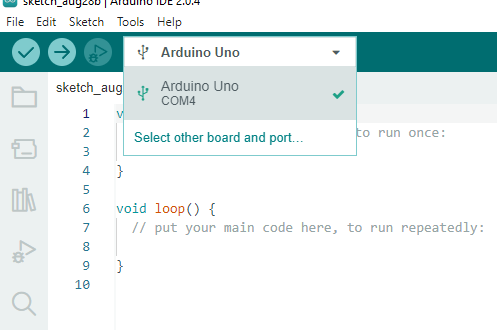 sketch_aug28b | Arduino IDE 2.0.4
File Edit Sketch Tools Help
Arduino Uno
sketch_aug
Arduino Uno
COM4
Select other board and port...
1 v
2 to run once:
3
4 }
5
6 void loop() {
7 // put your main code here, to run repeatedly:
8
9 }
10